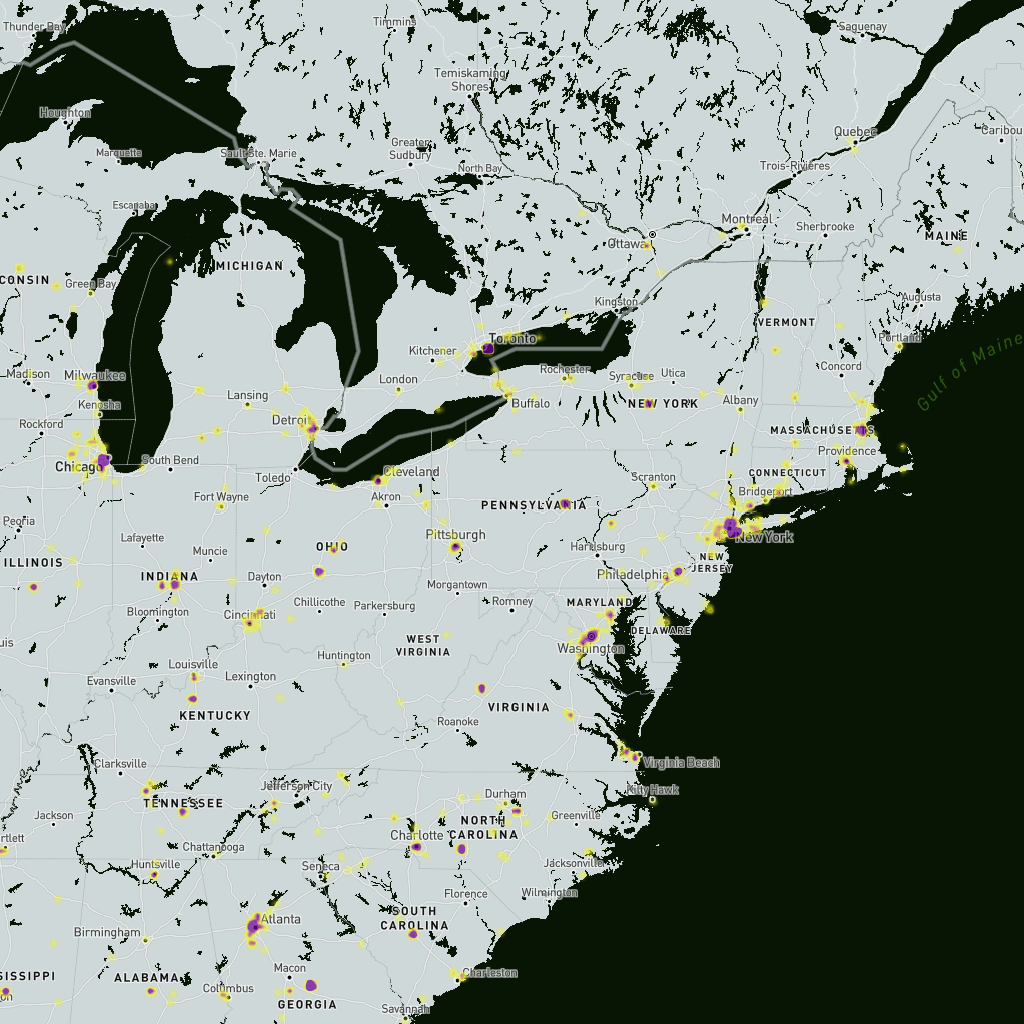 Thunder Bay
Timmins
Saguenay
Temiskaming
Shores
Houghton
Quebec
Marquette
Sault Ste. Marie
Greater
Sudbury
North Bay
Trois-Rivières
Caribou
Escanaba
Montreal
Sherbrooke
MAINE
Ottawa
MICHIGAN
CONSIN
Green Bay
Kingston
Augusta
VERMONT
Portland
Gulf of Maine
Toronto
Kitchener
Concord
Madison
Milwaukee
London
Rochester
Syracuse
Utica
Kenosha
Lansing
Buffalo
NEW YORK
Albany
Rockford
Detroit
MASSACHUSETTS
Chicago
South Bend
Providence
Toledo
Cleveland
CONNECTICUT
Fort Wayne
Akron
Scranton
Bridgeport
PENNSYLVANIA
Peoria
Lafayette
OHIO
Pittsburgh
Harrisburg
New York
ILLINOIS
Muncie
NEW
JERSEY
INDIANA
Dayton
Morgantown
Philadelphia
Bloomington
Chillicothe
Parkersburg
Romney
MARYLAND
Cincinnati
DELAWARE
uis
WEST
VIRGINIA
Washington
Louisville
Huntington
Evansville
Lexington
KENTUCKY
Roanoke
VIRGINIA
Clarksville
Virginia Beach
Jefferson City
Kitty Hawk
TENNESSEE
Durham
Jackson
NORTH
CAROLINA
Greenville
rtlett
Charlotte
Chattanooga
Huntsville
Seneca
Jacksonville
Florence
Wilmington
Atlanta
SOUTH
CAROLINA
Birmingham
SISSIPPI
ALABAMA
Macon
Charleston
on
Columbus
GEORGIA
Savannah